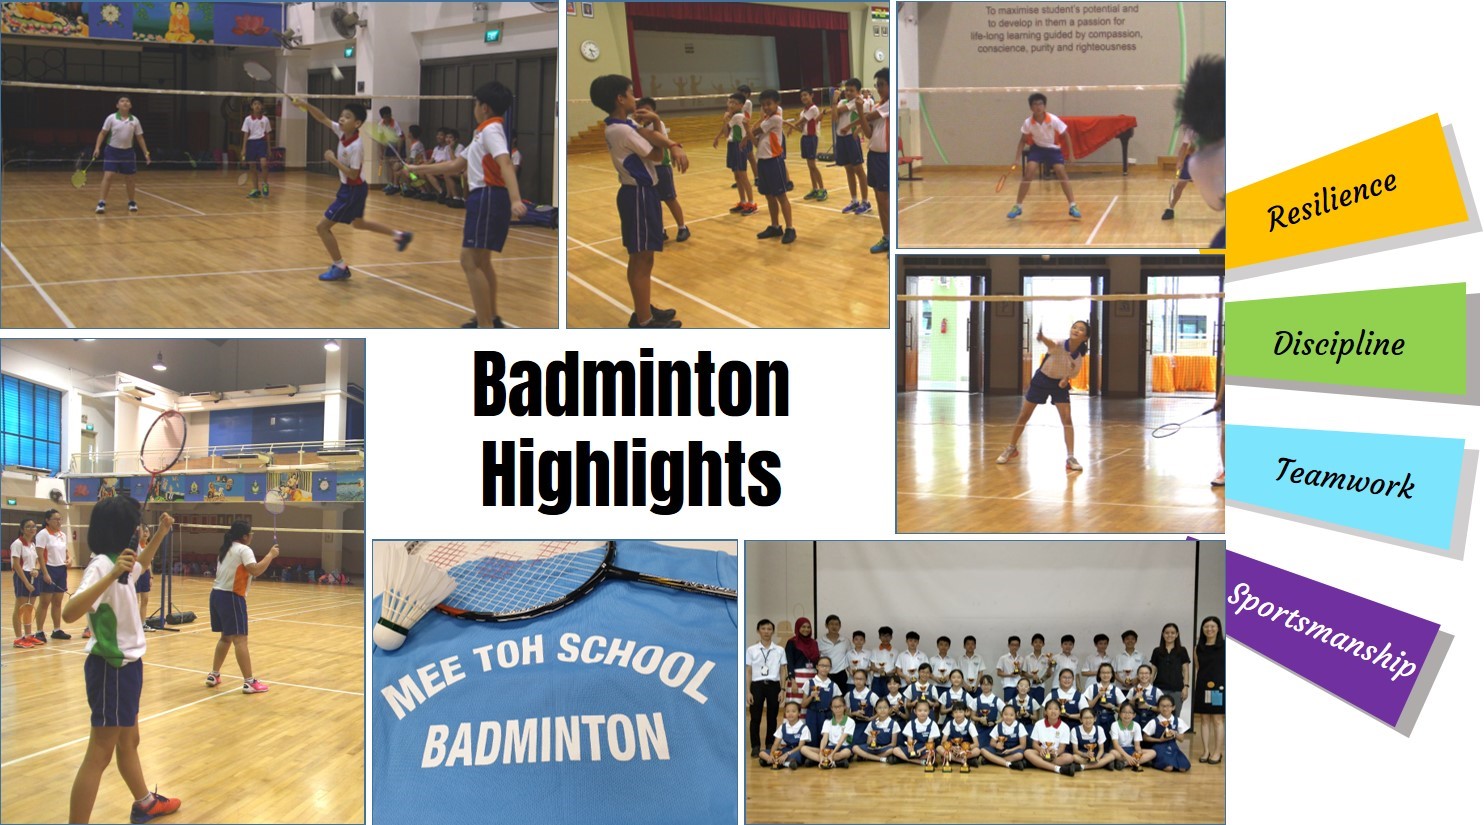 To maximise student's potential and
to develop in them a passion for
life-long learning guided by compassion,
conscience, purity and righteousness
Resilience
Discipline
Teamwork
Sportsmanship
Badminton
Highlights
MEE TOH SCHOOL
BADMINTON